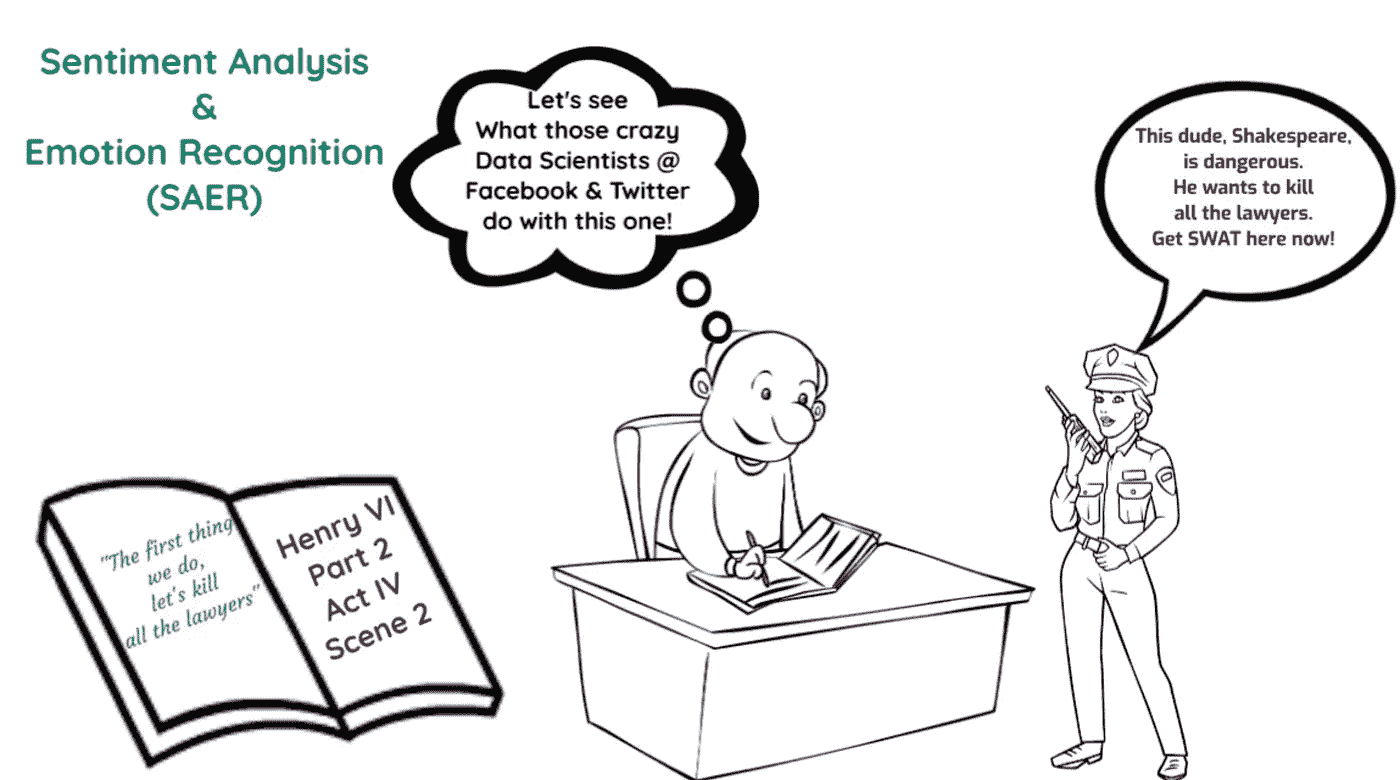 Sentiment Analysis
&
Emotion Recognition
(SAER)
Let's see
What those crazy
Data Scientists @
Facebook & Twitter
do with this one!
This dude, Shakespeare,
is dangerous.
He wants to kill
all the lawyers.
Get SWAT here now!
"The first thing
we do,
let's kill
all the lawyers"
Henry VI
Part 2
Act IV
Scene 2